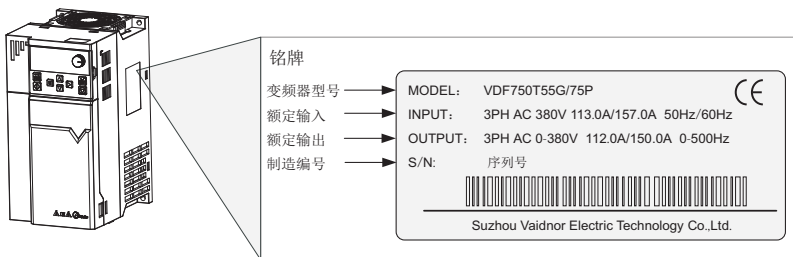 铭牌
变频器型号
MODEL: VDF750T55G/75P
CE
额定输入
INPUT: 3PH AC 380V 113.0A/157.0A 50Hz/60Hz
额定输出
OUTPUT: 3PH AC 0-380V 112.0A/150.0A 0-500Hz
制造编号
S/N: 序列号
Suzhou Vaidnor Electric Technology Co.,Ltd.